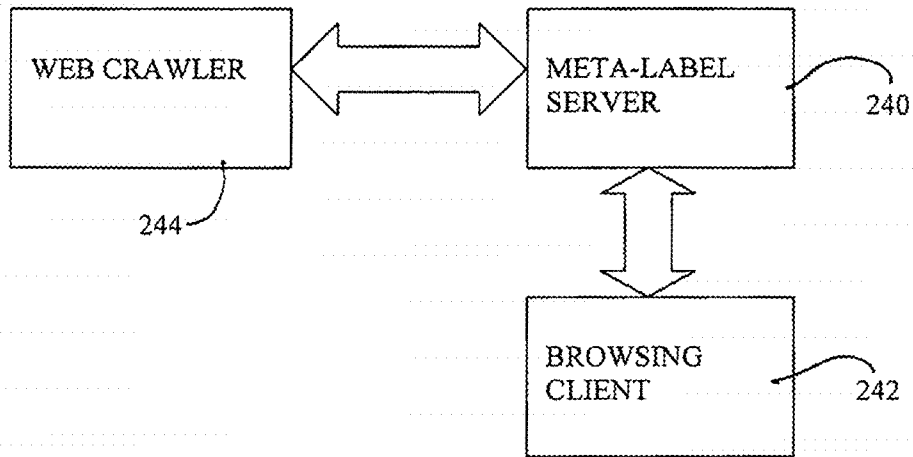 WEB CRAWLER
META-LABEL
SERVER
240
244
BROWSING
CLIENT
242